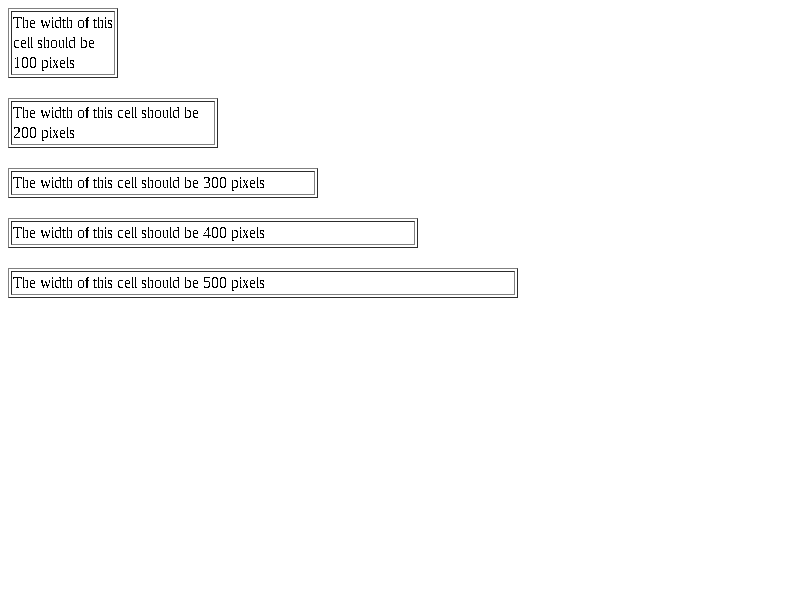 The width of this
cell should be
100 pixels
The width of this cell should be
200 pixels
The width of this cell should be 300 pixels
The width of this cell should be 400 pixels
The width of this cell should be 500 pixels